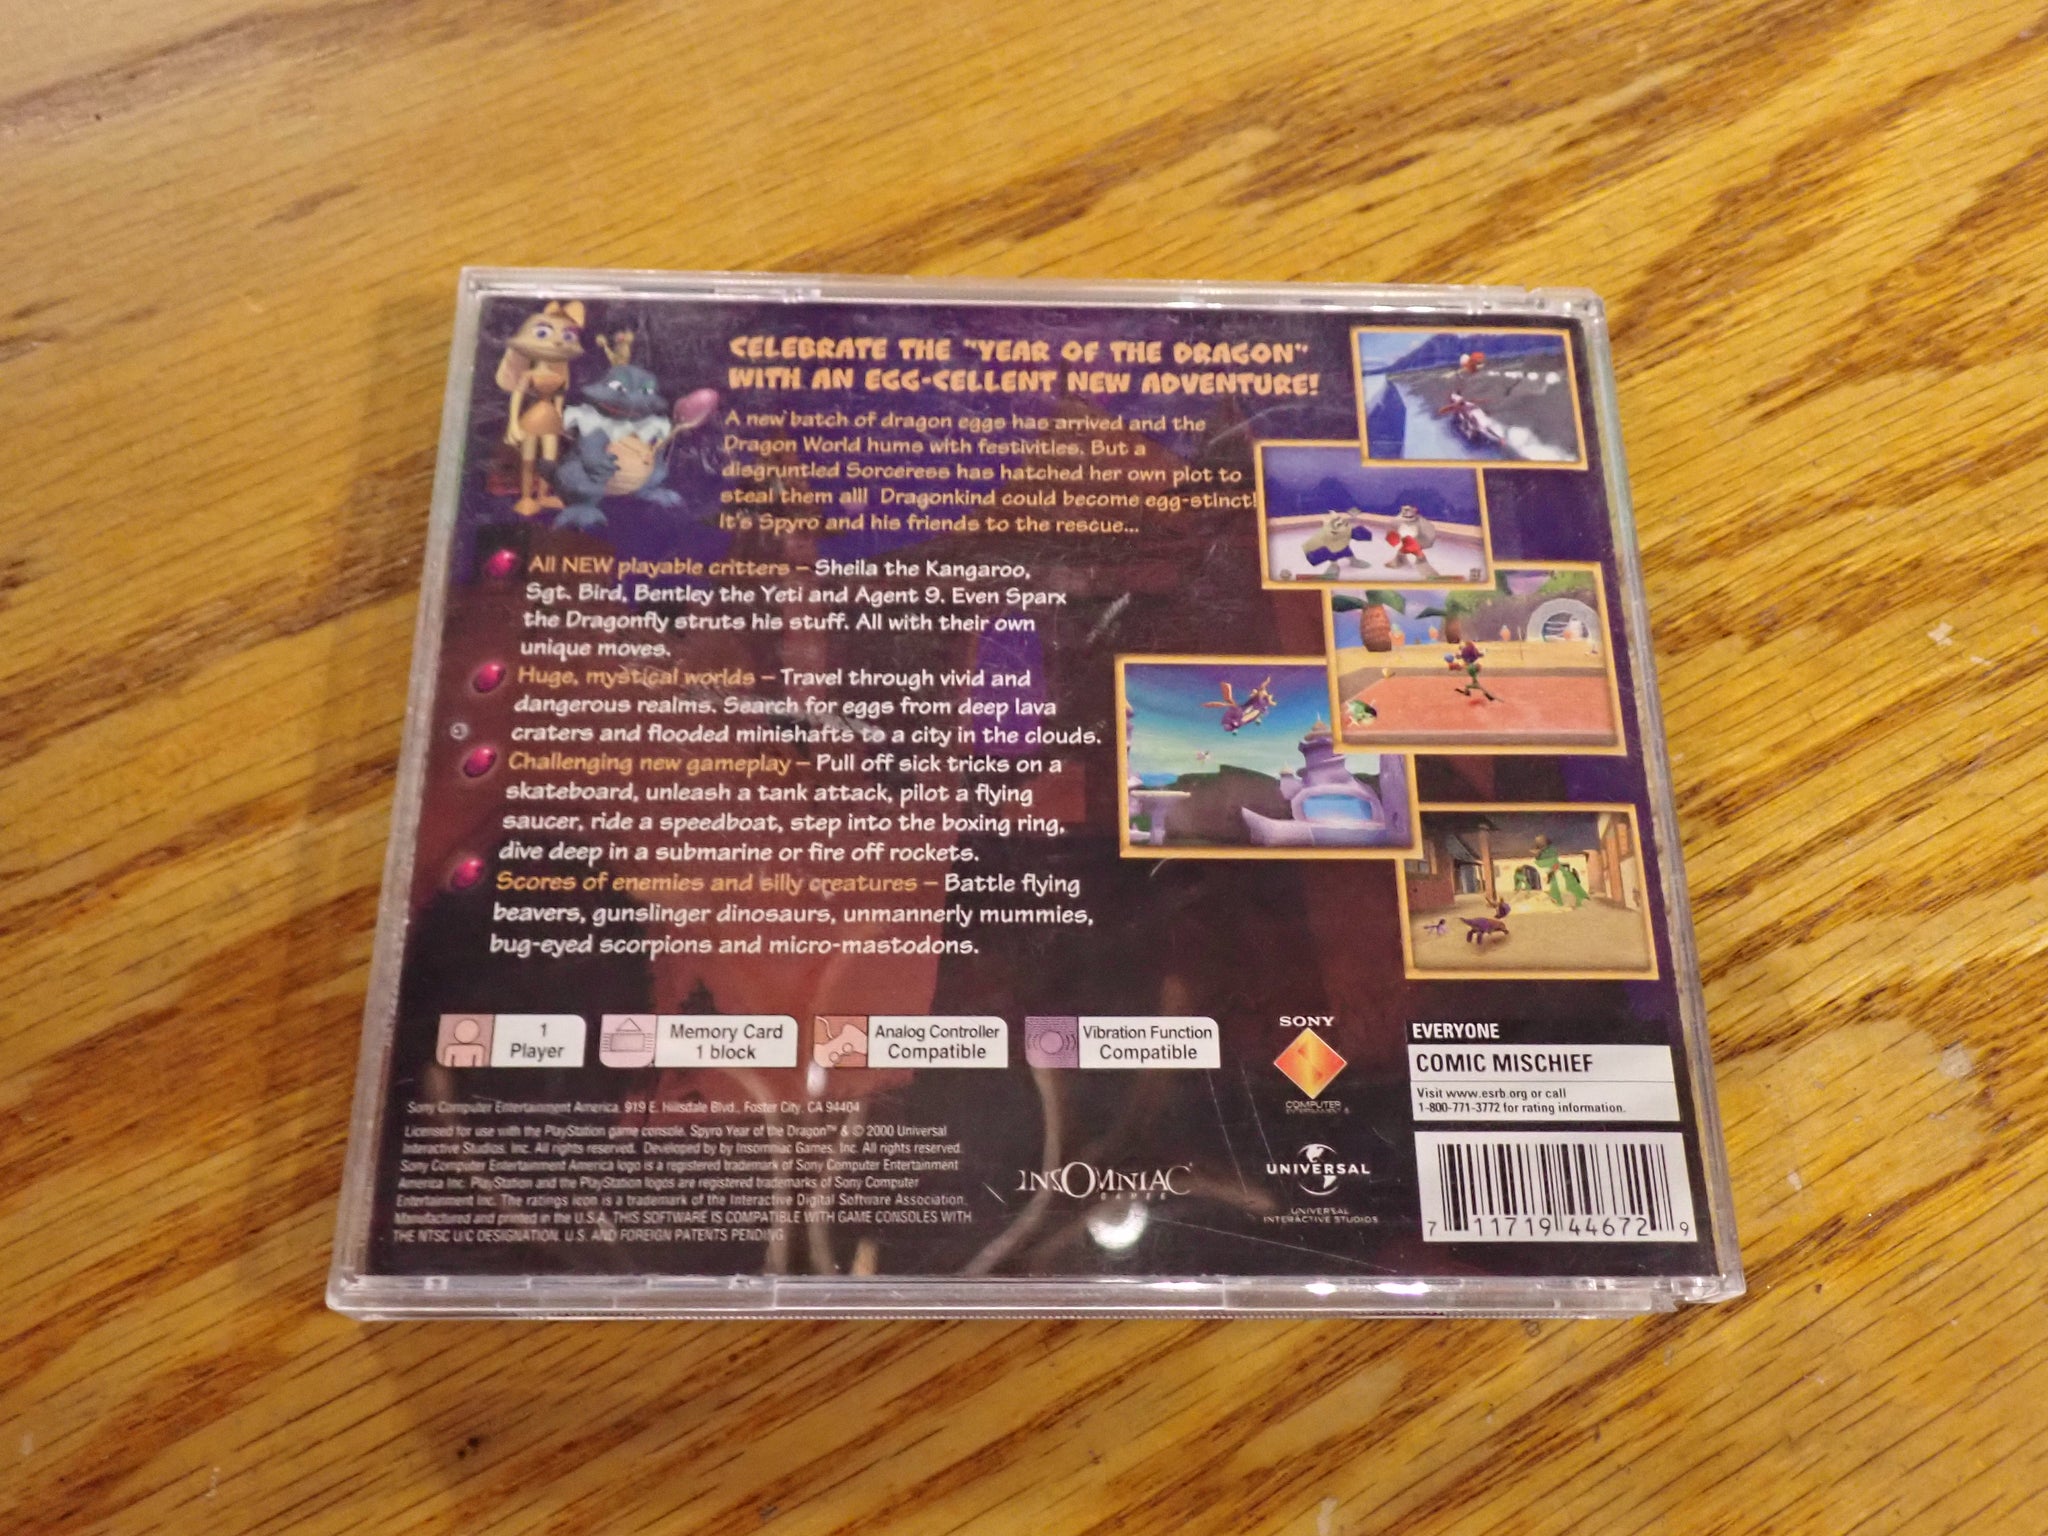 CELEBRATE THE "YEAR OF THE DRAGON"
WITH AN EGG-CELLENT NEW ADVENTURE!
A new batch of dragon eggs has arrived and the
Dragon World hums with festivities. But a
disgruntled Sorceress has hatched her own plot to
steal them all! Dragonkind could become egg-stinct!
It's Spyro and his friends to the rescue...
All NEW playable critters – Sheila the Kangaroo,
Sgt. Bird, Bentley the Yeti and Agent 9. Even Sparx
the Dragonfly struts his stuff. All with their own
unique moves.
Huge, mystical worlds – Travel through vivid and
dangerous realms. Search for eggs from deep lava
craters and flooded minishafts to a city in the clouds.
Challenging new gameplay – Pull off sick tricks on a
skateboard, unleash a tank attack, pilot a flying
saucer, ride a speedboat, step into the boxing ring,
dive deep in a submarine or fire off rockets.
Scores of enemies and silly creatures – Battle flying
beavers, gunslinger dinosaurs, unmannerly mummies,
bug-eyed scorpions and micro-mastodons.
1
Player
Memory Card
1 block
Analog Controller
Compatible
Vibration Function
Compatible
SONY
COMPUTER
ENTERTAINMENT
EVERYONE
COMIC MISCHIEF
Visit www.esrb.org or call
1-800-771-3772 for rating information.
Sony Computer Entertainment America, 919 E. Hillsdale Blvd., Foster City, CA 94404
Licensed for use with the PlayStation game console. Spyro Year of the Dragon™ & © 2000 Universal
Interactive Studios, Inc. All rights reserved. Developed by by Insomniac Games, Inc. All rights reserved.
Sony Computer Entertainment America logo is a registered trademark of Sony Computer Entertainment
America Inc. PlayStation and the PlayStation logos are registered trademarks of Sony Computer
Entertainment Inc. The ratings icon is a trademark of the Interactive Digital Software Association.
Manufactured and printed in the U.S.A. THIS SOFTWARE IS COMPATIBLE WITH GAME CONSOLES WITH
THE NTSC U/C DESIGNATION. U.S. AND FOREIGN PATENTS PENDING
INSOMNIAC
GAMES
UNIVERSAL
UNIVERSAL
INTERACTIVE STUDIOS
7 11719 44672 9